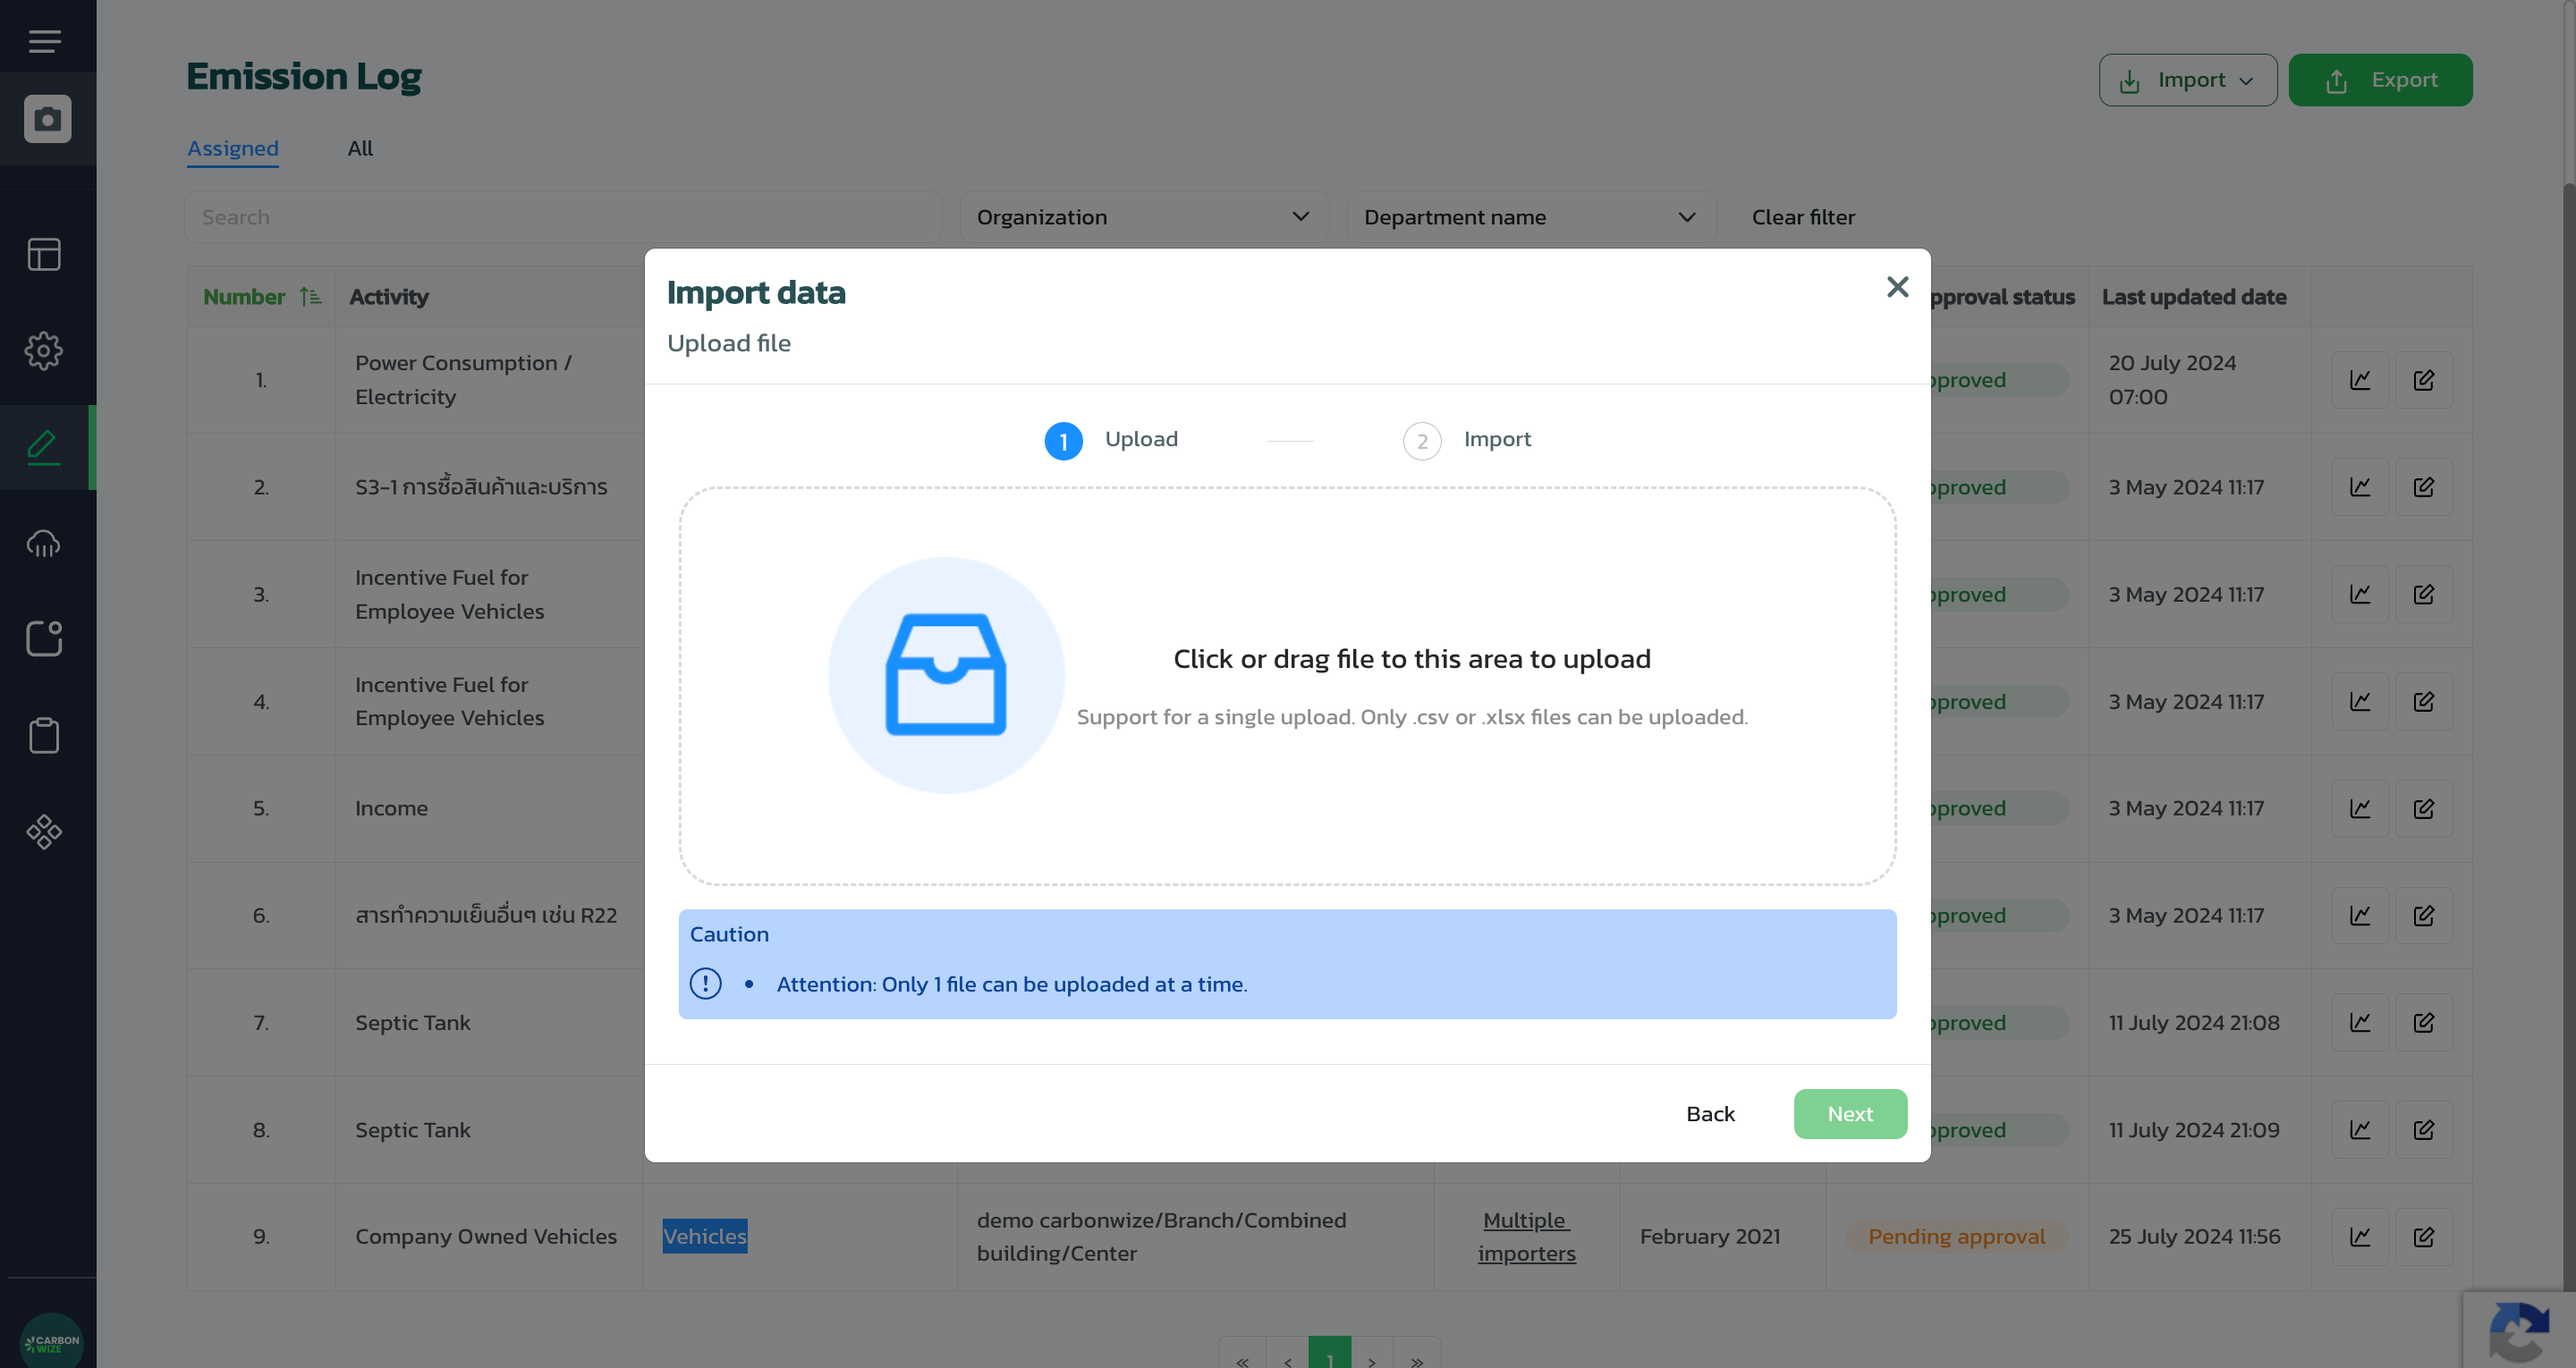 Emission Log
Import
Export
Assigned
All
Search
Organization
Department name
Clear filter
Number
Activity
pproval status
Last updated date
Import data
Upload file
1 Upload
2 Import
Click or drag file to this area to upload
Support for a single upload. Only .csv or .xlsx files can be uploaded.
Caution
Attention: Only 1 file can be uploaded at a time.
Back
Next
1.
Power Consumption /
Electricity
pproved
20 July 2024
07:00
2.
S3-1 การซื้อสินค้าและบริการ
pproved
3 May 2024 11:17
3.
Incentive Fuel for
Employee Vehicles
pproved
3 May 2024 11:17
4.
Incentive Fuel for
Employee Vehicles
pproved
3 May 2024 11:17
5.
Income
pproved
3 May 2024 11:17
6.
สารทำความเย็นอื่นๆ เช่น R22
pproved
3 May 2024 11:17
7.
Septic Tank
pproved
11 July 2024 21:08
8.
Septic Tank
pproved
11 July 2024 21:09
9.
Company Owned Vehicles
Vehicles
demo carbonwize/Branch/Combined
building/Center
Multiple
importers
February 2021
Pending approval
25 July 2024 11:56
« < 1 > »
CARBON
WIZE